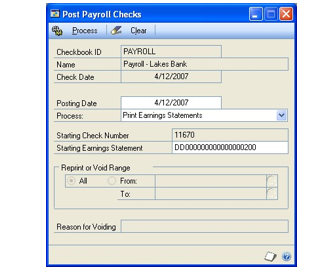 Post Payroll Checks
Process Clear
Checkbook ID PAYROLL
Name Payroll - Lakes Bank
Check Date 4/12/2007
Posting Date 4/12/2007
Process: Print Earnings Statements
Starting Check Number 11670
Starting Earnings Statement DD000000000000000200
Reprint or Void Range
All From:
To:
Reason for Voiding